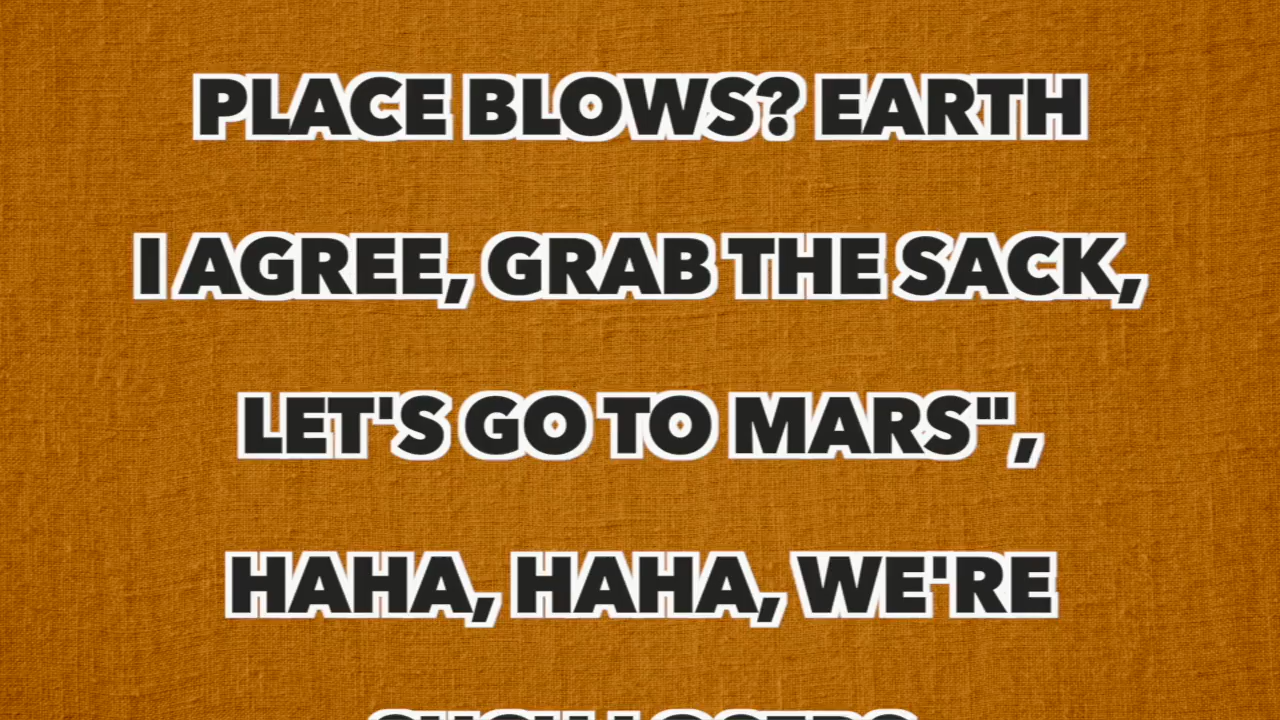 PLACE BLOWS? EARTH
I AGREE, GRAB THE SACK,
LET'S GO TO MARS",
HAHA, HAHA, WE'RE